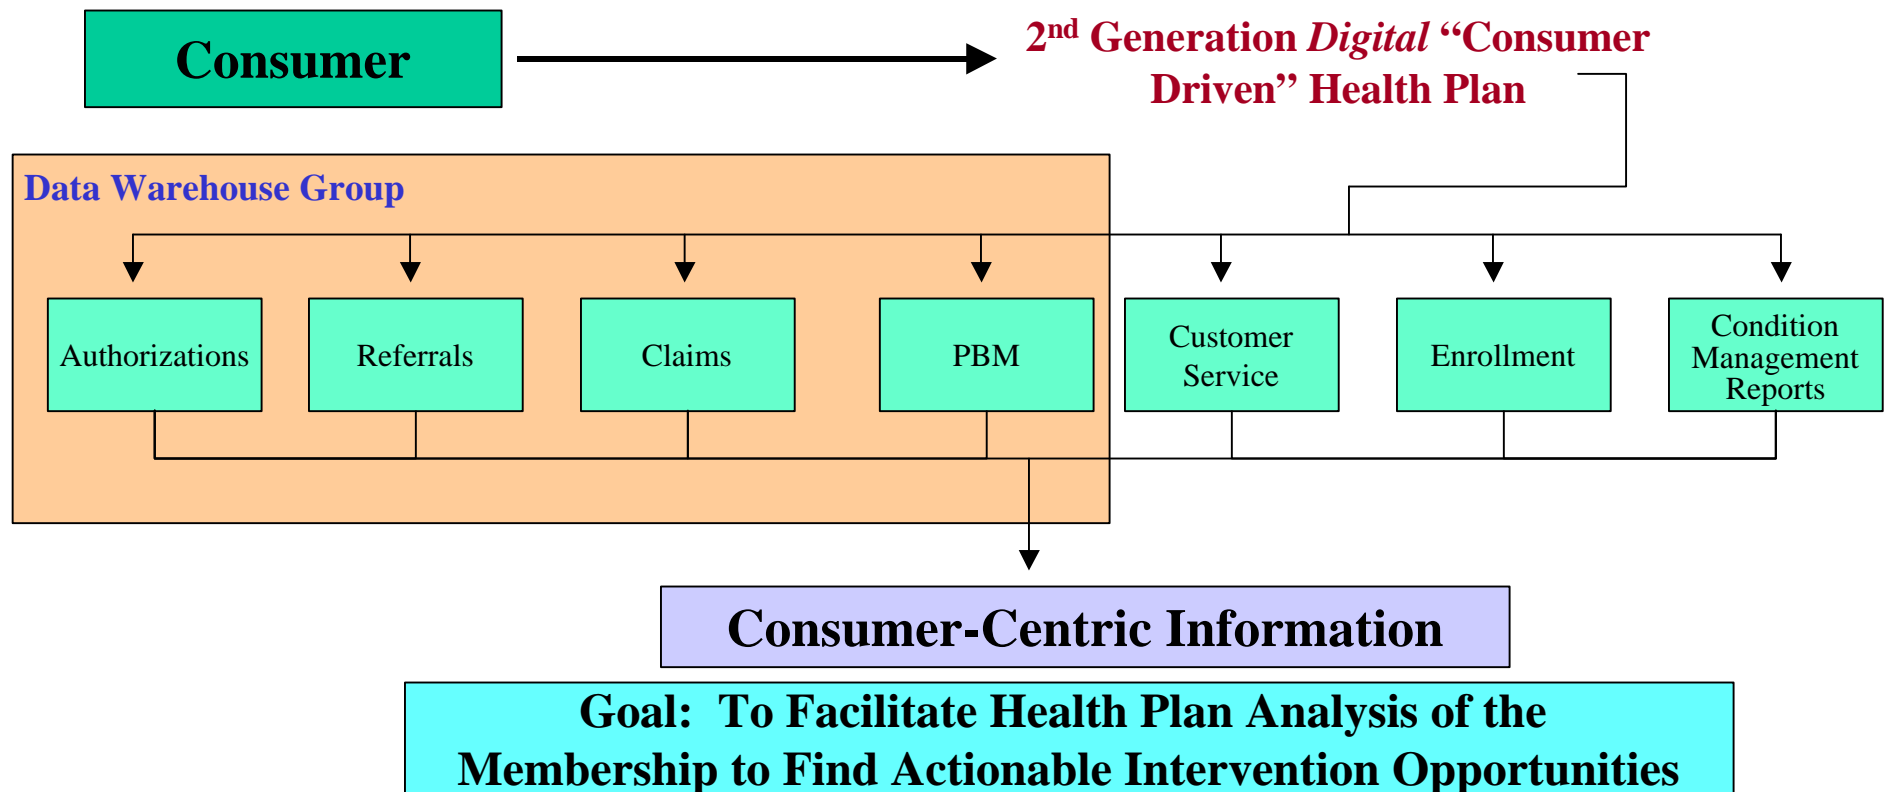 Consumer
2nd Generation Digital “Consumer
Driven” Health Plan
Data Warehouse Group
Authorizations
Referrals
Claims
PBM
Customer
Service
Enrollment
Condition
Management
Reports
Consumer-Centric Information
Goal:  To Facilitate Health Plan Analysis of the
Membership to Find Actionable Intervention Opportunities